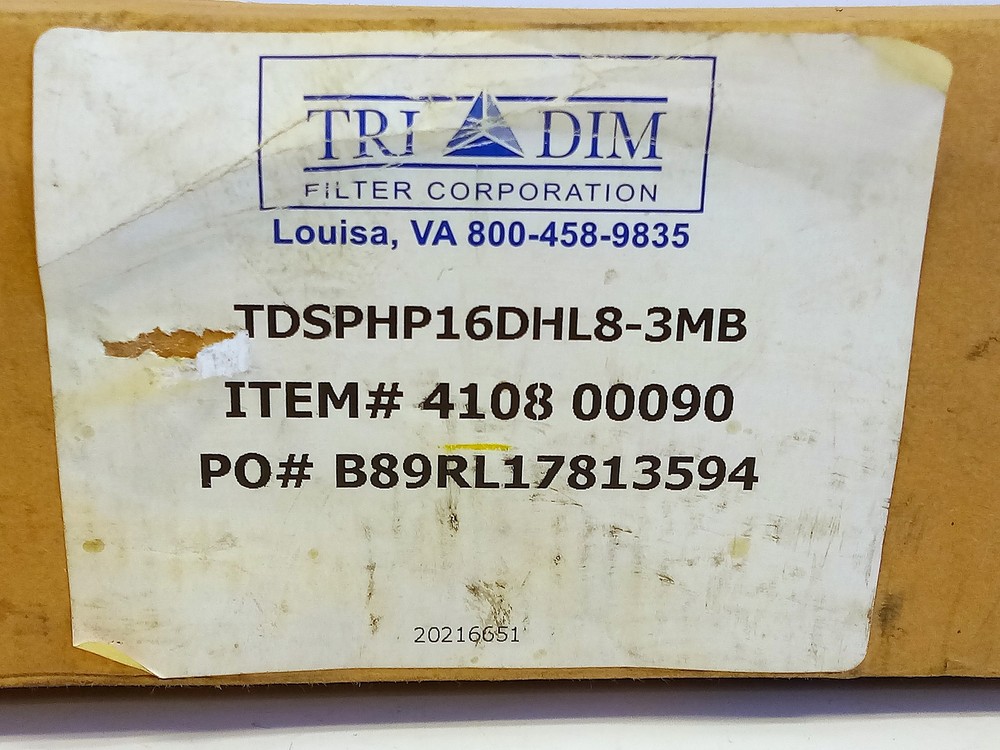 TRI DIM
FILTER CORPORATION
Louisa, VA 800-458-9835
TDSPHP16DHL8-3MB
ITEM# 4108 00090
PO# B89RL17813594
20216651